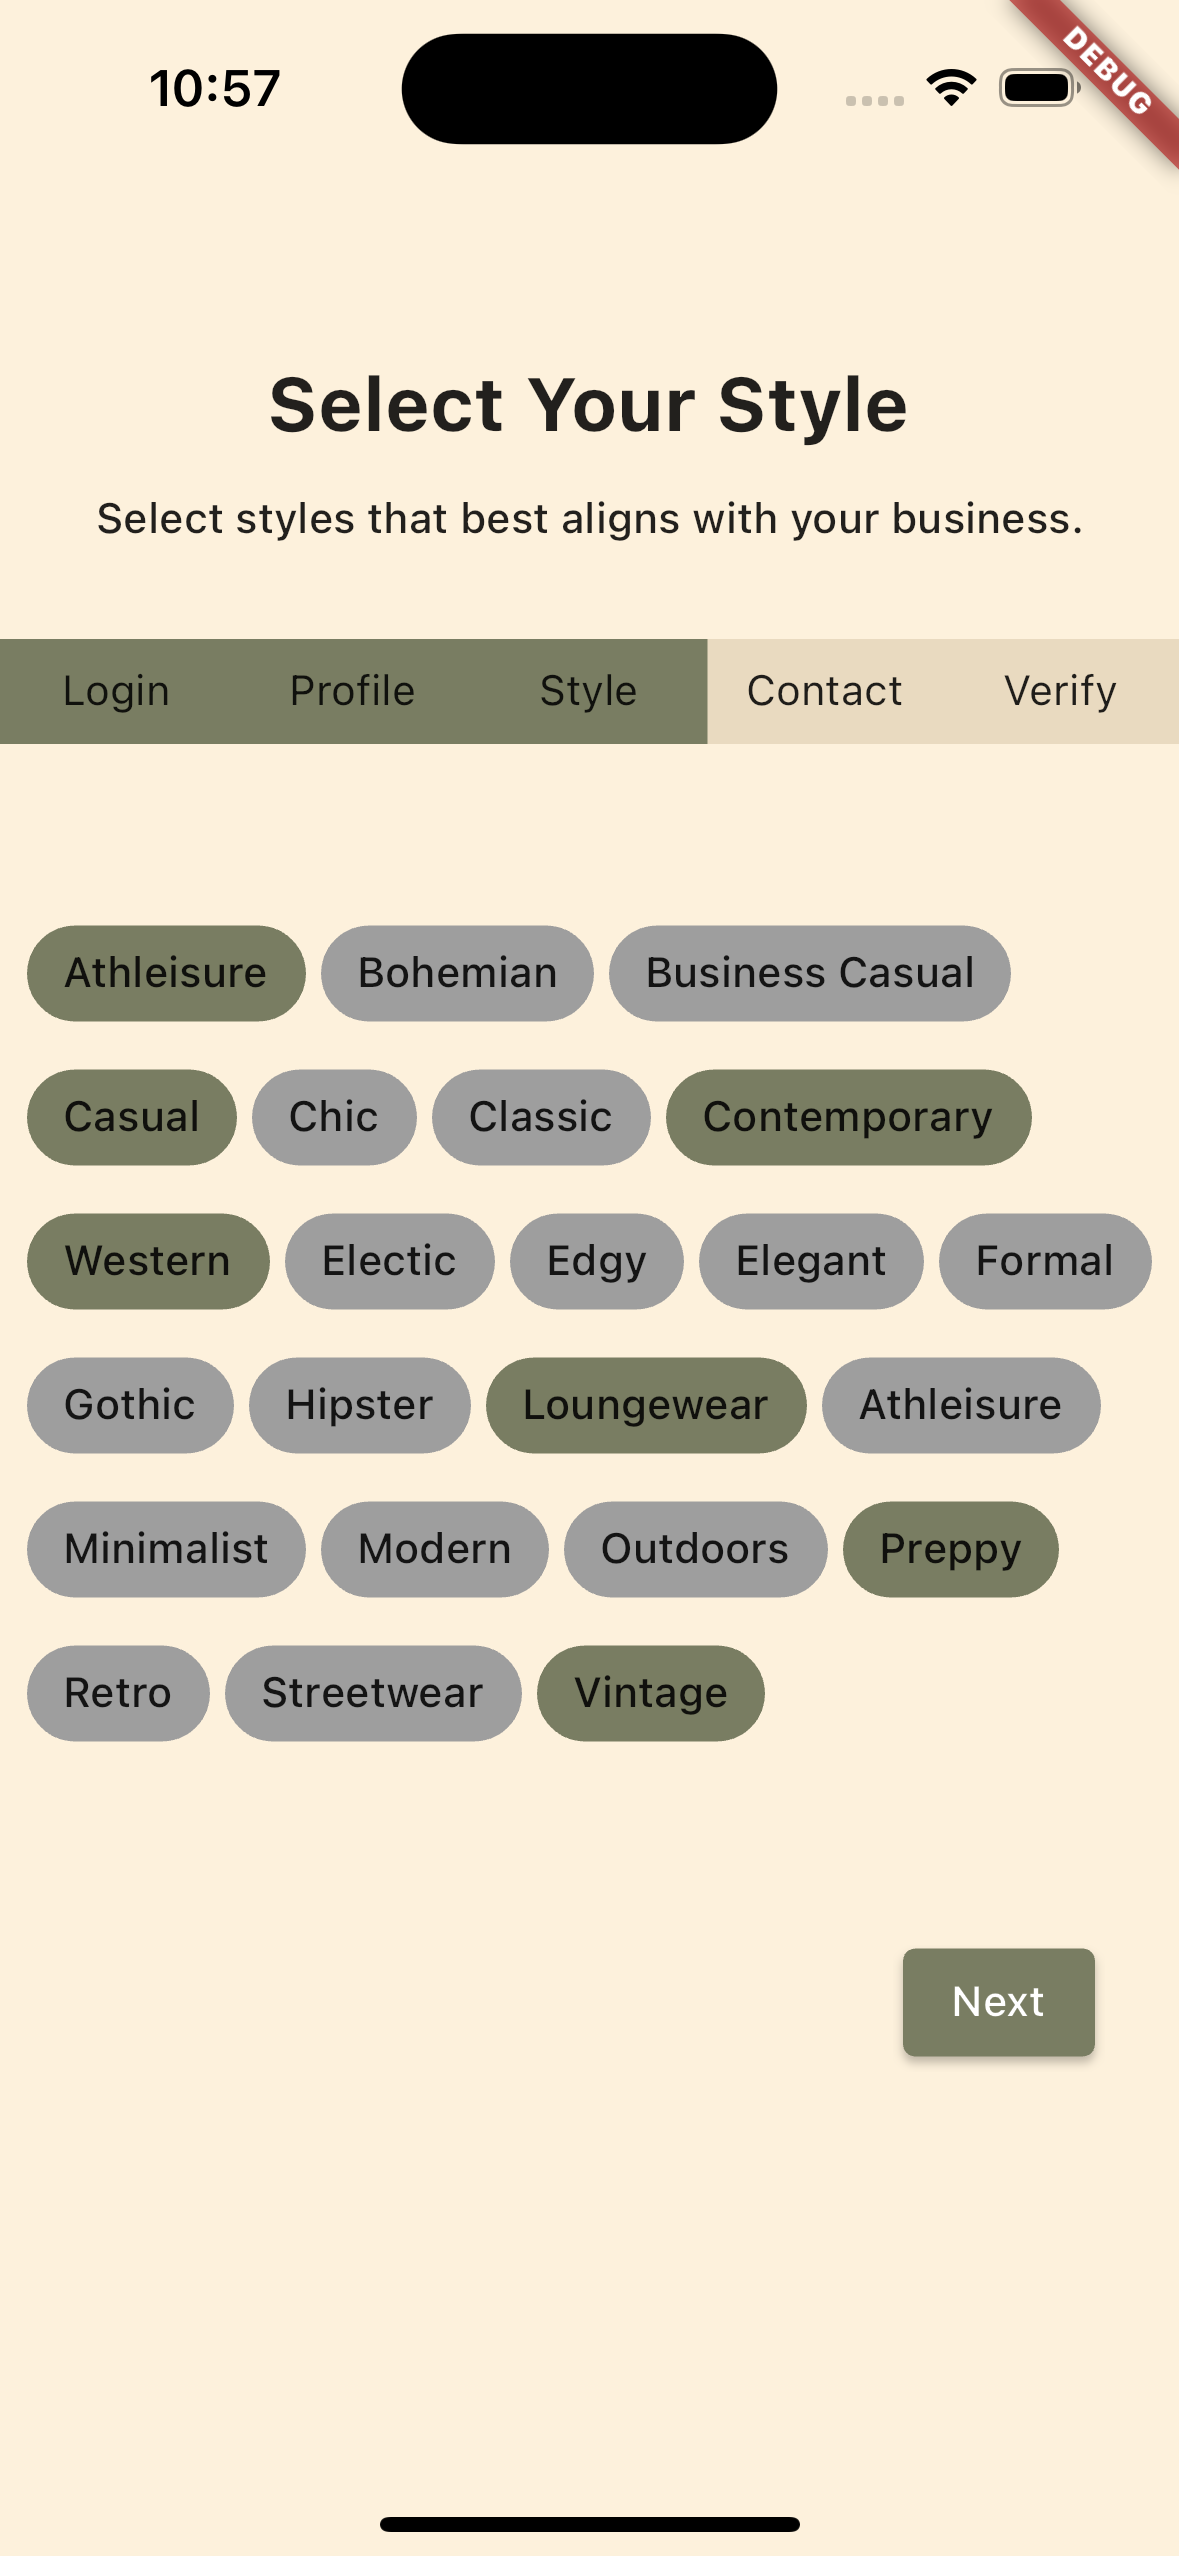 10:57
DEBUG
Select Your Style
Select styles that best aligns with your business.
Login Profile Style Contact Verify
Athleisure Bohemian Business Casual
Casual Chic Classic Contemporary
Western Electic Edgy Elegant Formal
Gothic Hipster Loungewear Athleisure
Minimalist Modern Outdoors Preppy
Retro Streetwear Vintage
Next